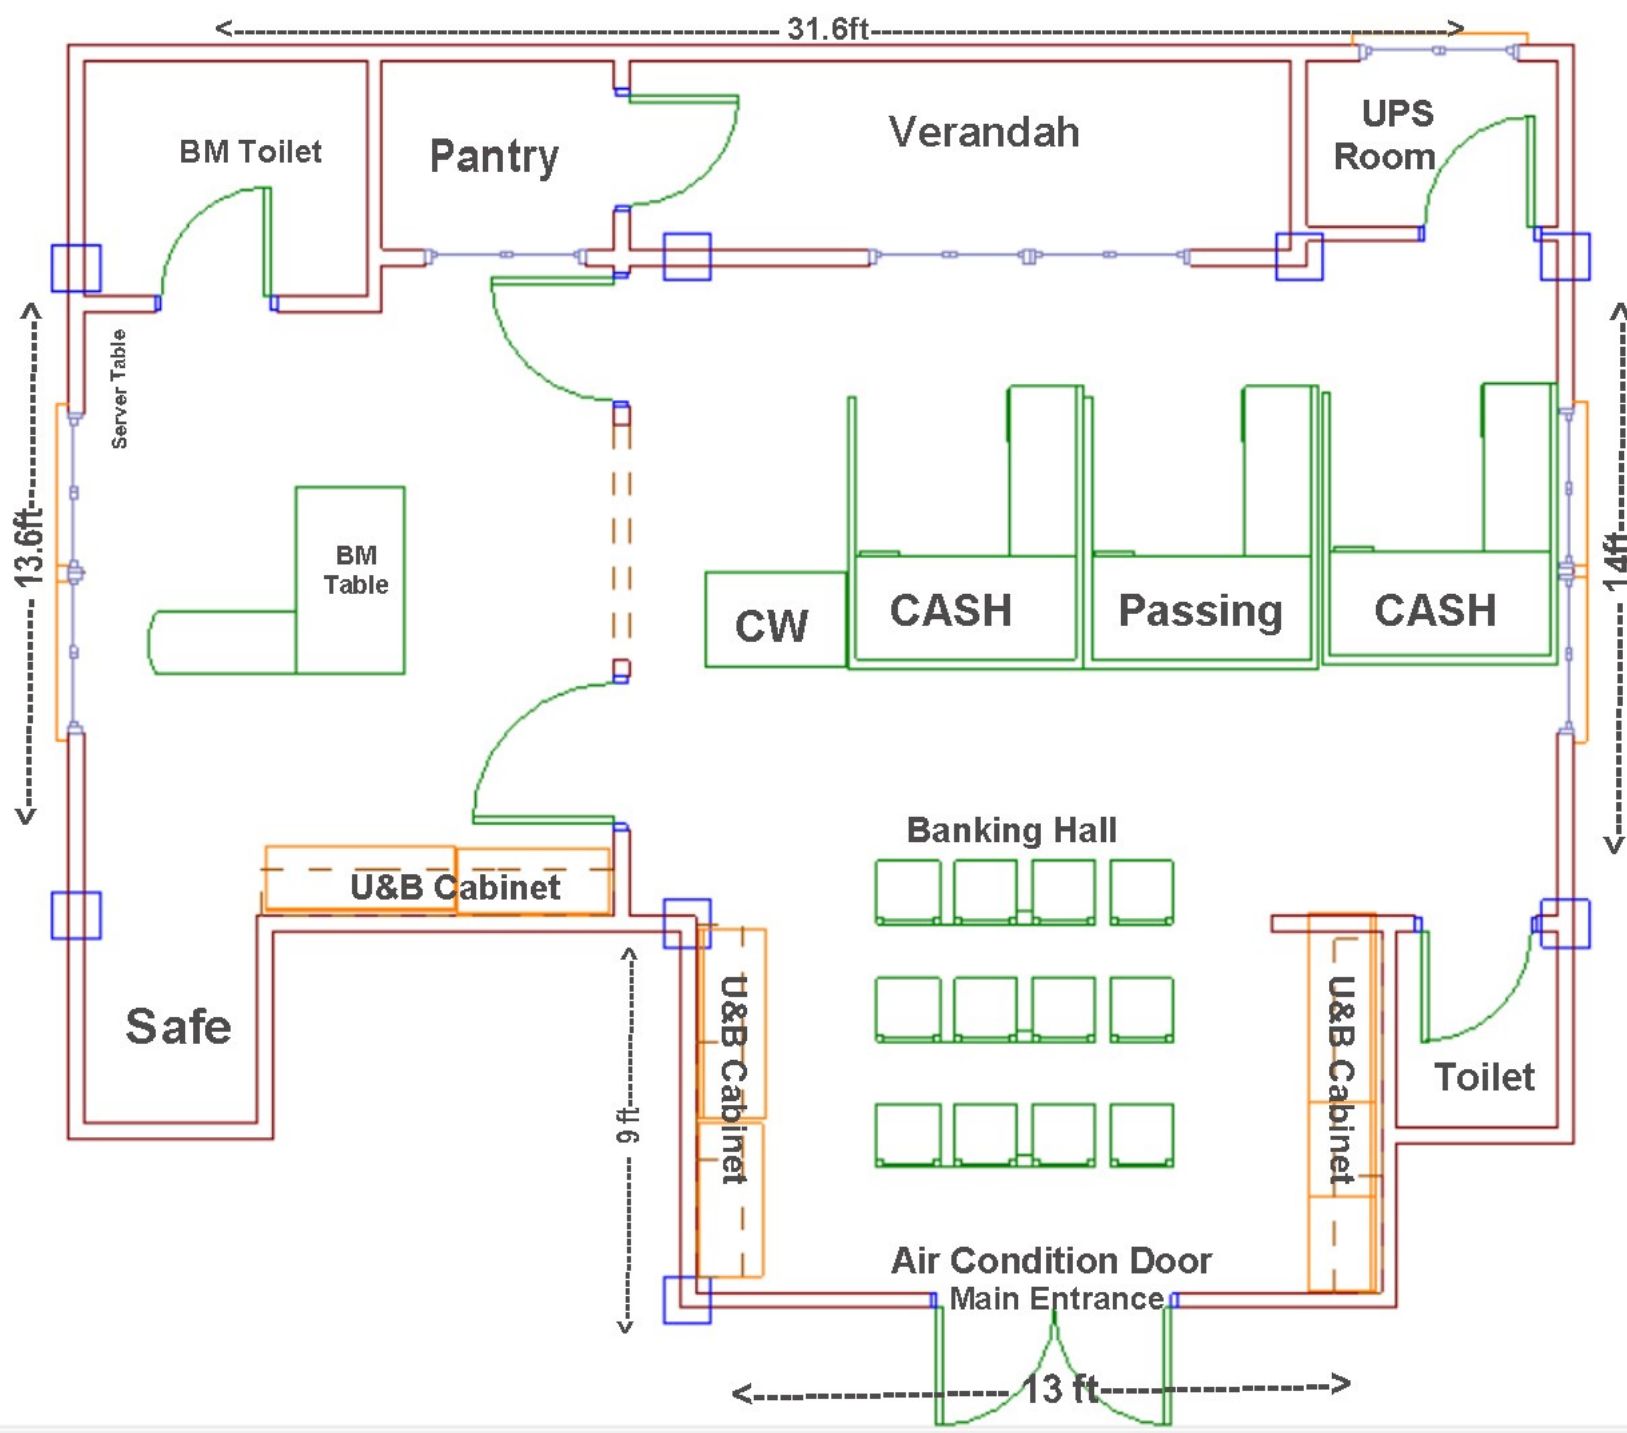 31.6ft
BM Toilet
Pantry
Verandah
UPS
Room
Server Table
13.6ft
14ft
BM
Table
CW
CASH
Passing
CASH
Banking Hall
U&B Cabinet
Safe
9 ft
U&B Cabinet
U&B Cabinet
Toilet
Air Condition Door
Main Entrance
13 ft